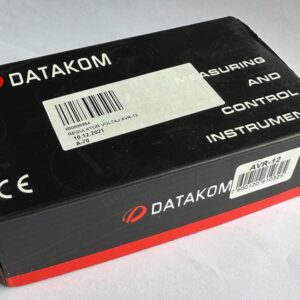 DATAKOM
REGULATOR VOLTAJ AVR-12
10.12.2021
A-70
MEASURING
AND
CONTROL
INSTRUMENTS
CE
DATAKOM
AVR-12